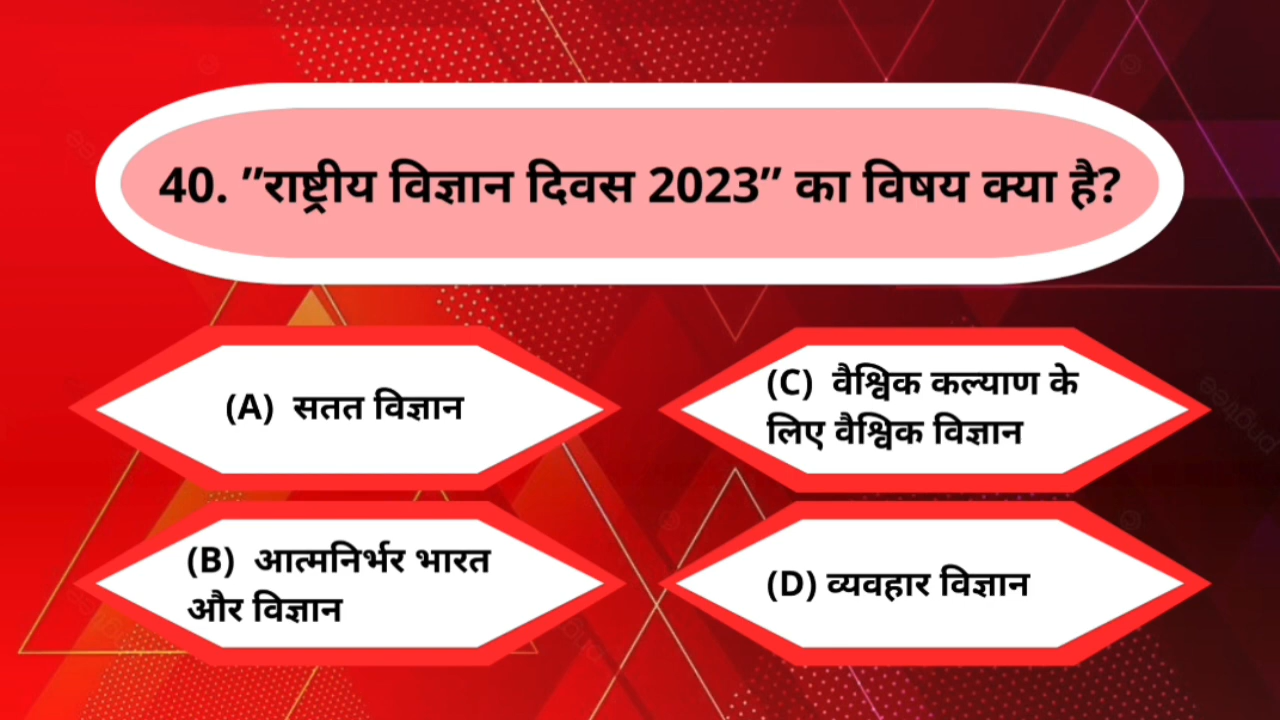 40. ”राष्ट्रीय विज्ञान दिवस 2023” का विषय क्या है?
(A) सतत विज्ञान
(B) आत्मनिर्भर भारत
और विज्ञान
(C) वैश्विक कल्याण के
लिए वैश्विक विज्ञान
(D) व्यवहार विज्ञान